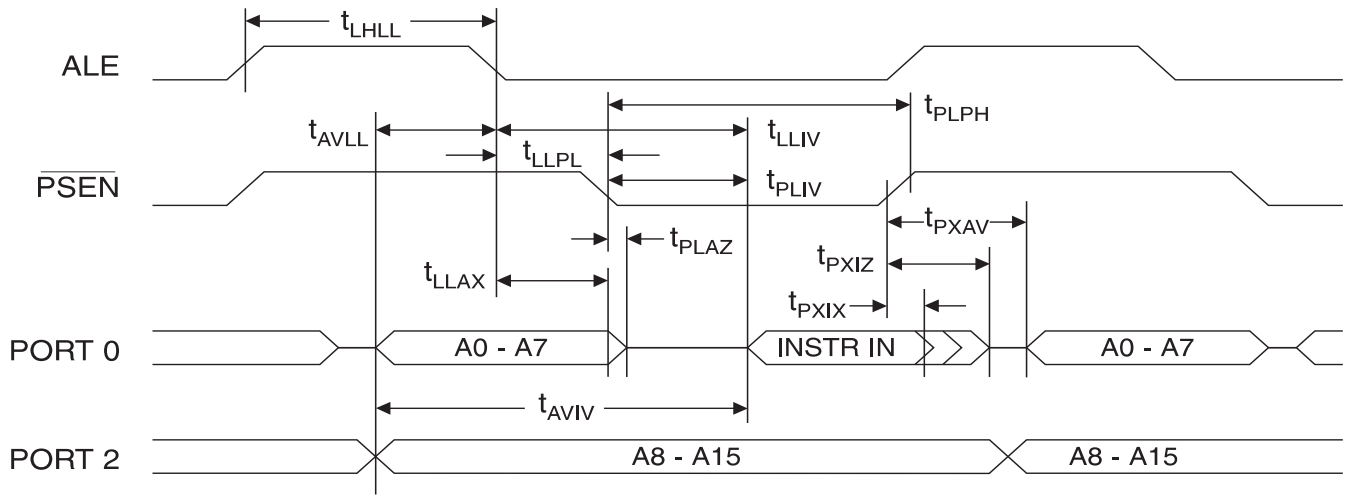 tLHLL
ALE
tPLPH
tAVLL
tLLIV
tLLPL
PSEN
tPLIV
tPXAV
tPLAZ
tPXIZ
tLLAX
tPXIX
PORT 0
A0 - A7
INSTR IN
A0 - A7
tAVIV
PORT 2
A8 - A15
A8 - A15